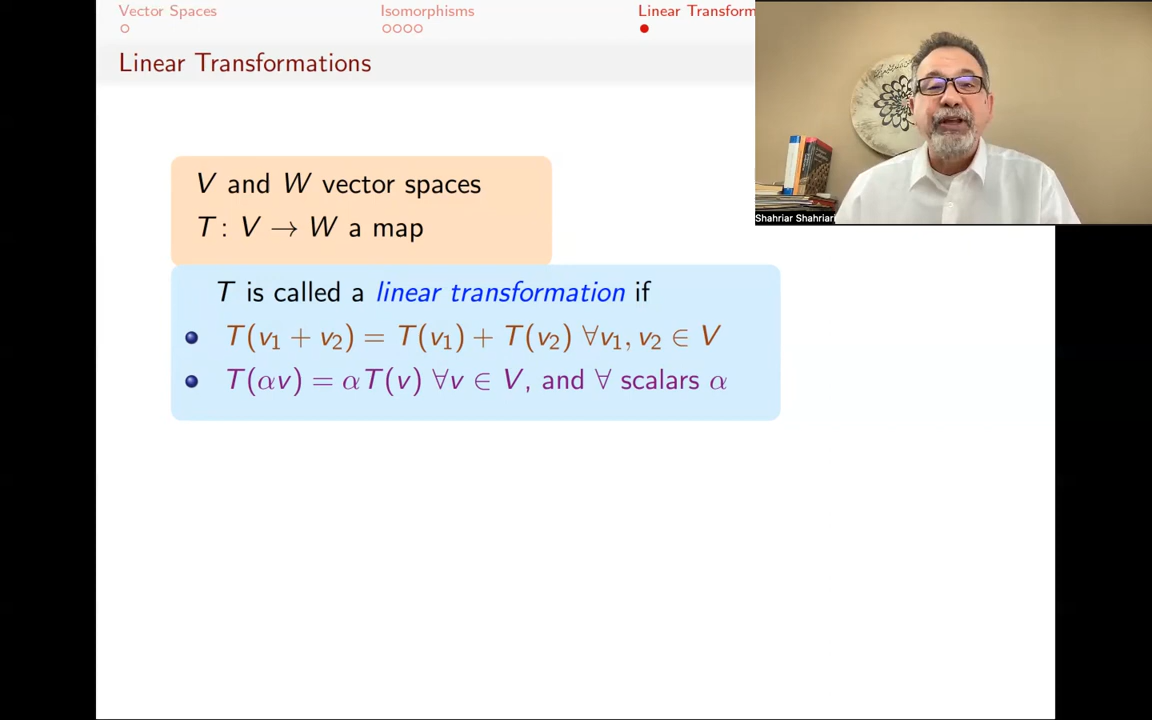 Vector Spaces
Isomorphisms
Linear Transform
Linear Transformations
V and W vector spaces
T : V → W a map
T is called a linear transformation if
T(v₁ + v₂) = T(v₁) + T(v₂) ∀v₁, v₂ ∈ V
T(αv) = αT(v) ∀v ∈ V, and ∀ scalars α
Shahriar Shahriari